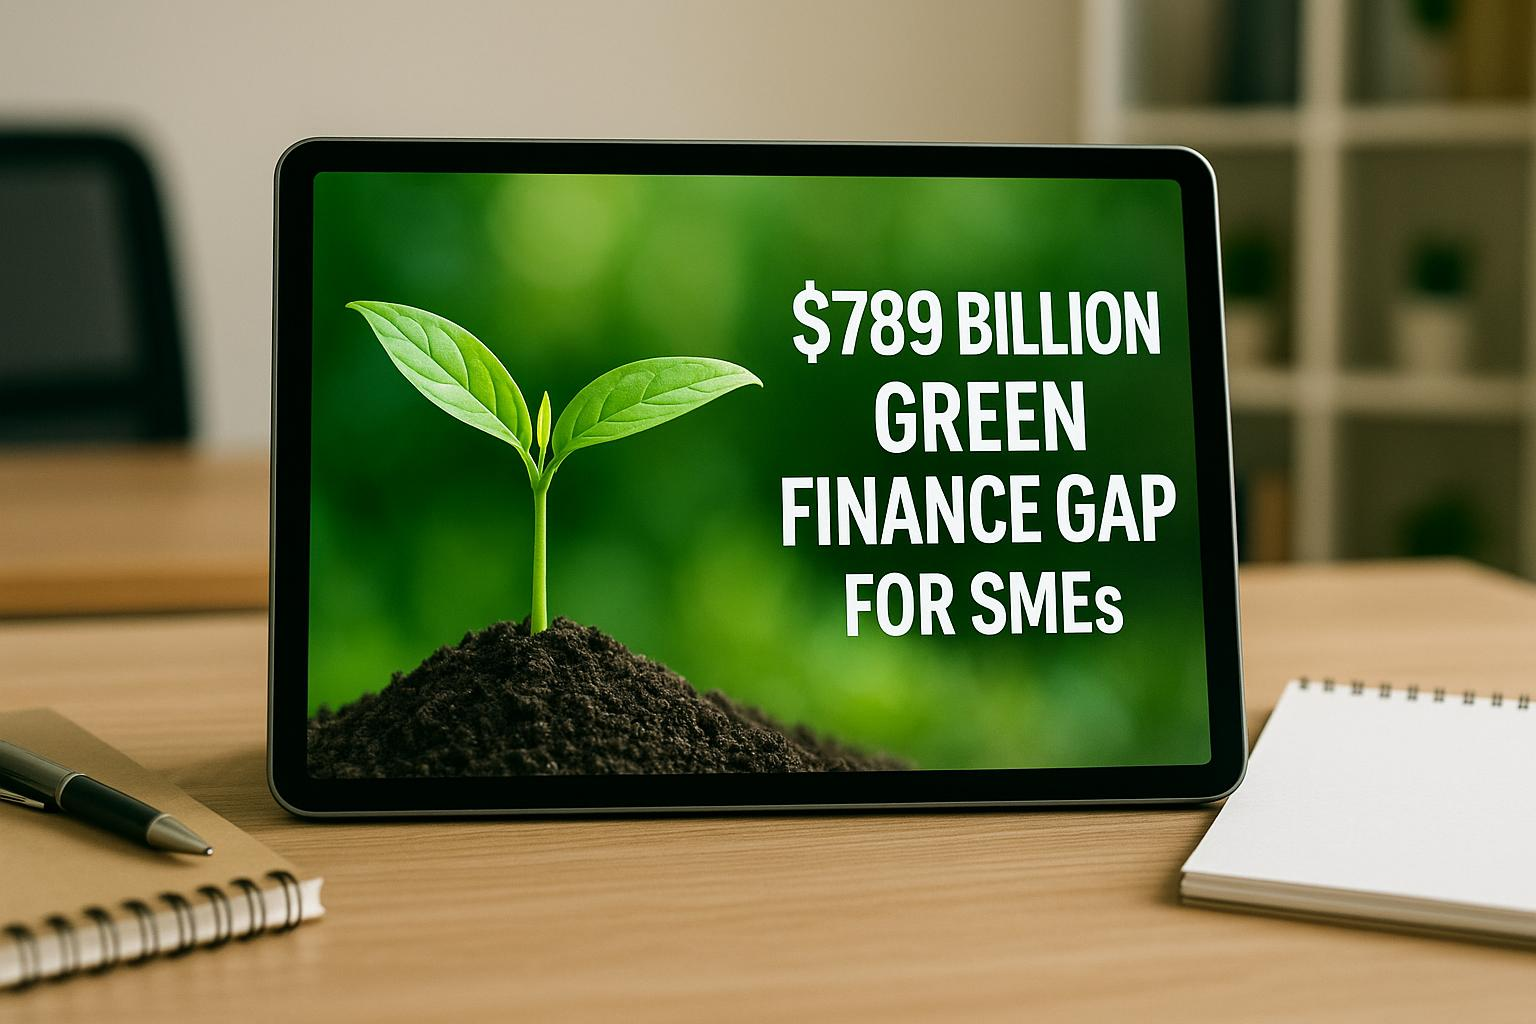 $789 BILLION
GREEN
FINANCE GAP
FOR SMEs